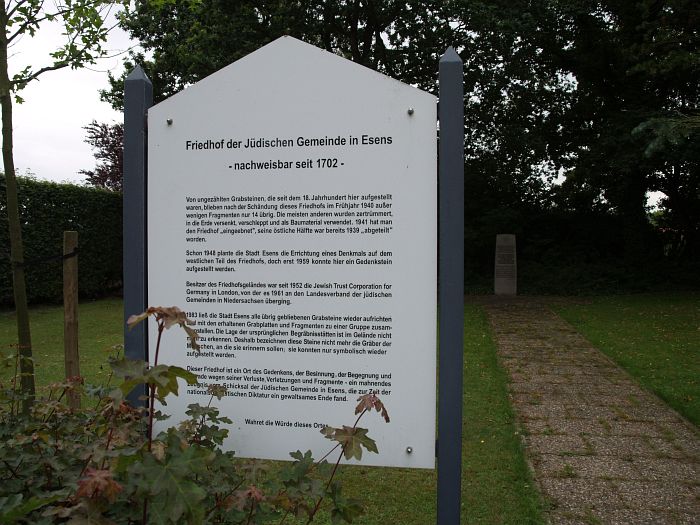 Friedhof der Jüdischen Gemeinde in Esens
- nachweisbar seit 1702 -
Von ungezählten Grabsteinen, die seit dem 18. Jahrhundert hier aufgestellt
waren, blieben nach der Schändung dieses Friedhofs im Frühjahr 1940 außer
wenigen Fragmenten nur 14 übrig. Die meisten anderen wurden zertrümmert,
in die Erde versenkt, verschleppt und als Baumaterial verwendet. 1941 hat man
den Friedhof „eingeebnet", seine östliche Hälfte war bereits 1939 „abgeteilt"
worden.
Schon 1948 plante die Stadt Esens die Errichtung eines Denkmals auf dem
westlichen Teil des Friedhofs, doch erst 1959 konnte hier ein Gedenkstein
aufgestellt werden.
Besitzer des Friedhofsgeländes war seit 1952 die Jewish Trust Corporation for
Germany in London, von der es 1961 an den Landesverband der jüdischen
Gemeinden in Niedersachsen überging.
1983 ließ die Stadt Esens alle übrig gebliebenen Grabsteine wieder aufrichten
mit den erhaltenen Grabplatten und Fragmenten zu einer Gruppe zusam-
stellen. Die Lage der ursprünglichen Begräbnisstätten ist im Gelände nicht
zu erkennen. Deshalb bezeichnen diese Steine nicht mehr die Gräber der
an die sie erinnern sollen; sie konnten nur symbolisch wieder
aufgestellt werden.
Dieser Friedhof ist ein Ort des Gedenkens, der Besinnung, der Begegnung und
wegen seiner Verluste, Verletzungen und Fragmente - ein mahnendes
Schicksal der Jüdischen Gemeinde in Esens, die zur Zeit der
Diktatur ein gewaltsames Ende fand.
Wahret die Würde dieses Ortes